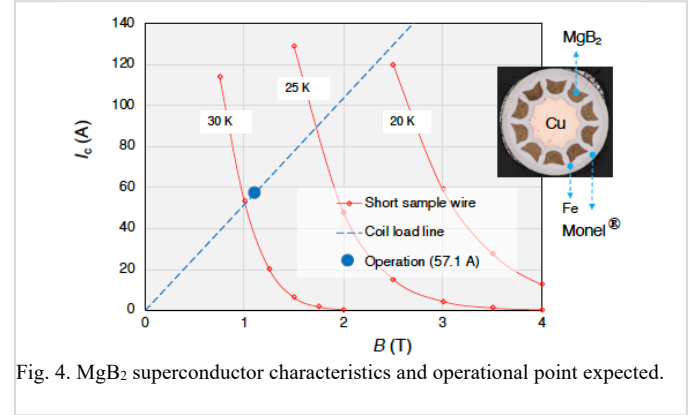 140
120
100
80
60
40
20
0
I_c (A)
0 1 2 3 4
B (T)
30 K
25 K
20 K
Short sample wire
Coil load line
Operation (57.1 A)
MgB₂
Cu
Fe
Monel®
Fig. 4. MgB₂ superconductor characteristics and operational point expected.